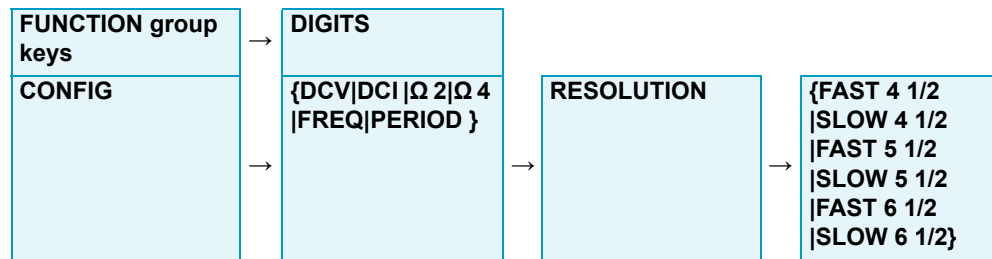 FUNCTION group
keys
→
DIGITS
CONFIG
→
{DCV|DCI |Ω 2|Ω 4
|FREQ|PERIOD }
→
RESOLUTION
→
{FAST 4 1/2
|SLOW 4 1/2
|FAST 5 1/2
|SLOW 5 1/2
|FAST 6 1/2
|SLOW 6 1/2}